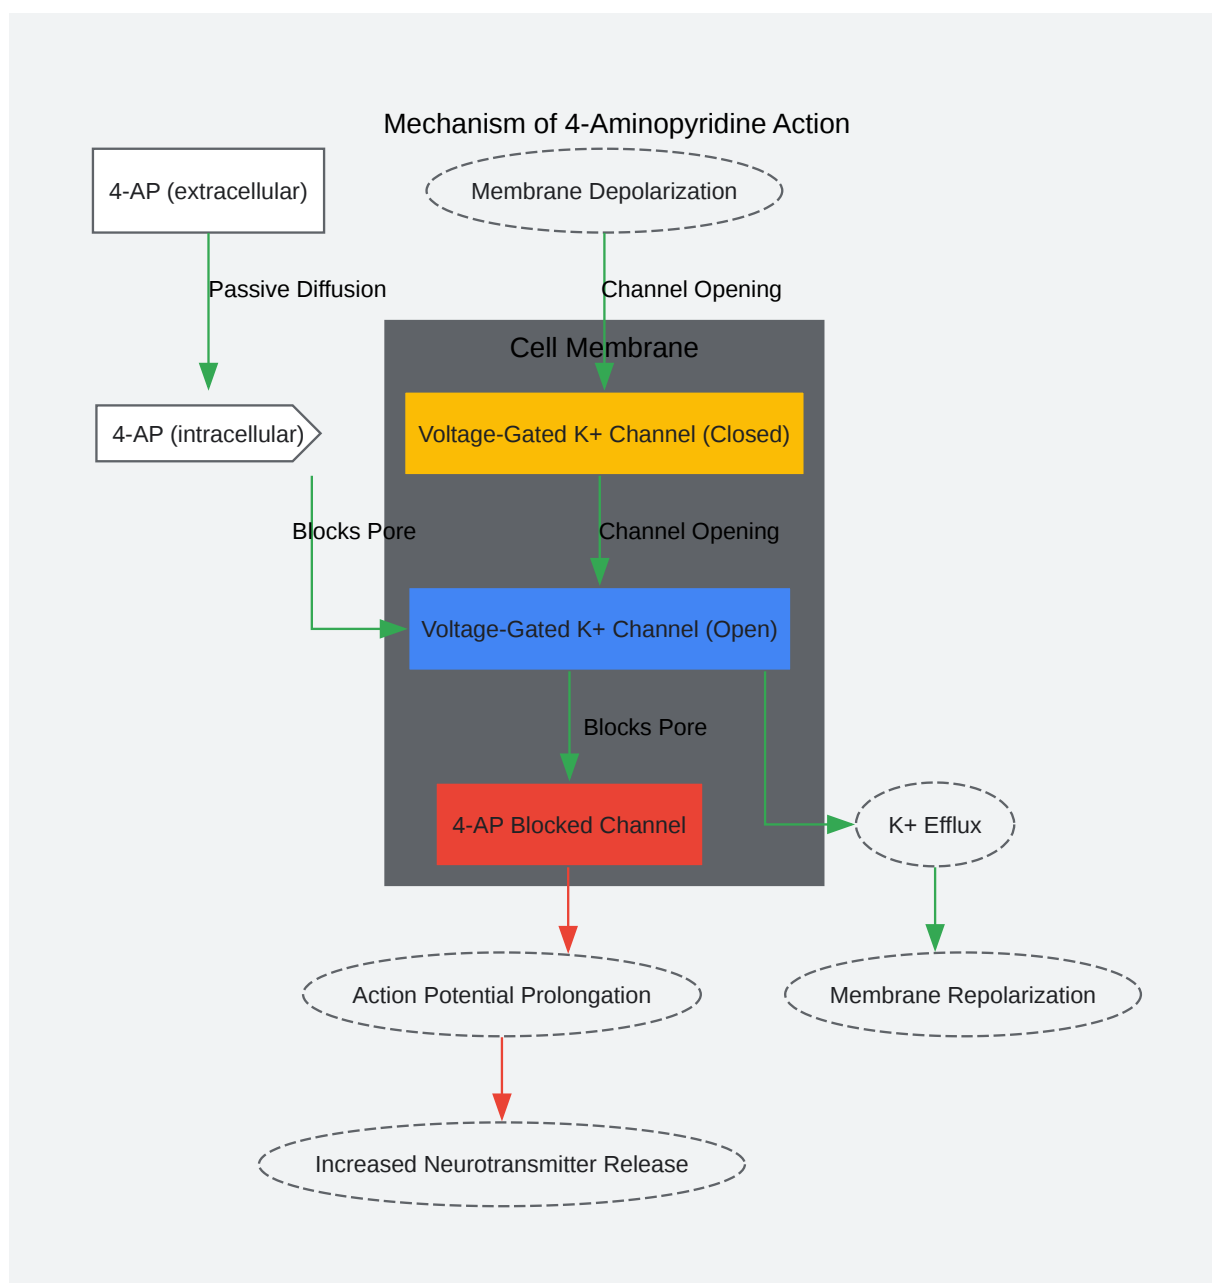 Mechanism of 4-Aminopyridine Action
4-AP (extracellular)
Membrane Depolarization
Passive Diffusion
Channel Opening
Cell Membrane
4-AP (intracellular)
Voltage-Gated K+ Channel (Closed)
Blocks Pore
Channel Opening
Voltage-Gated K+ Channel (Open)
Blocks Pore
4-AP Blocked Channel
K+ Efflux
Action Potential Prolongation
Membrane Repolarization
Increased Neurotransmitter Release